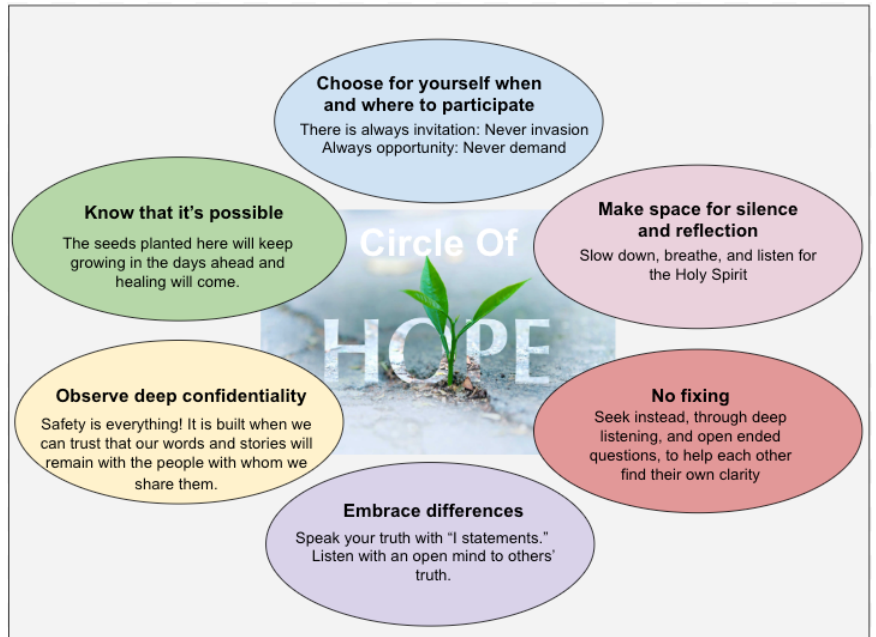 Choose for yourself when
and where to participate
There is always invitation: Never invasion
Always opportunity: Never demand
Make space for silence
and reflection
Slow down, breathe, and listen for
the Holy Spirit
No fixing
Seek instead, through deep
listening, and open ended
questions, to help each other
find their own clarity
Embrace differences
Speak your truth with “I statements.”
Listen with an open mind to others’
truth.
Observe deep confidentiality
Safety is everything! It is built when we
can trust that our words and stories will
remain with the people with whom we
share them.
Know that it’s possible
The seeds planted here will keep
growing in the days ahead and
healing will come.
Circle Of
HOPE